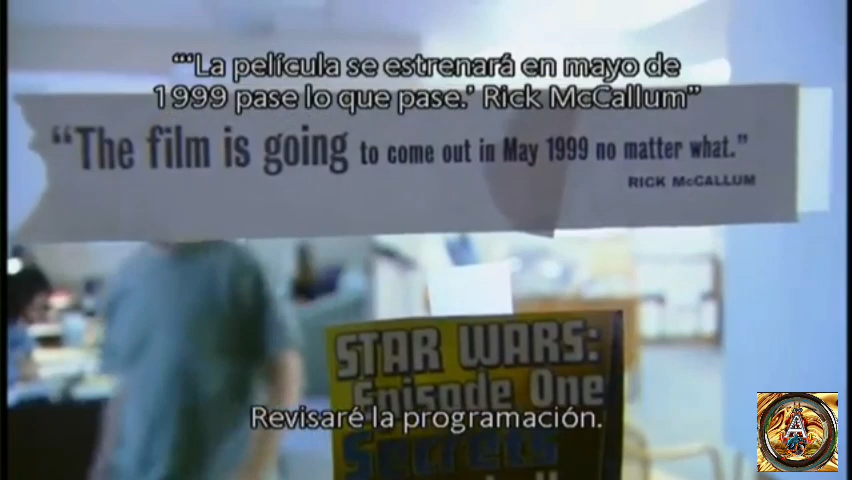 "'La película se estrenará en mayo de
1999 pase lo que pase.' Rick McCallum"
"The film is going to come out in May 1999 no matter what."
RICK McCALLUM
STAR WARS:
Episode One
Revisaré la programación.
Secrets